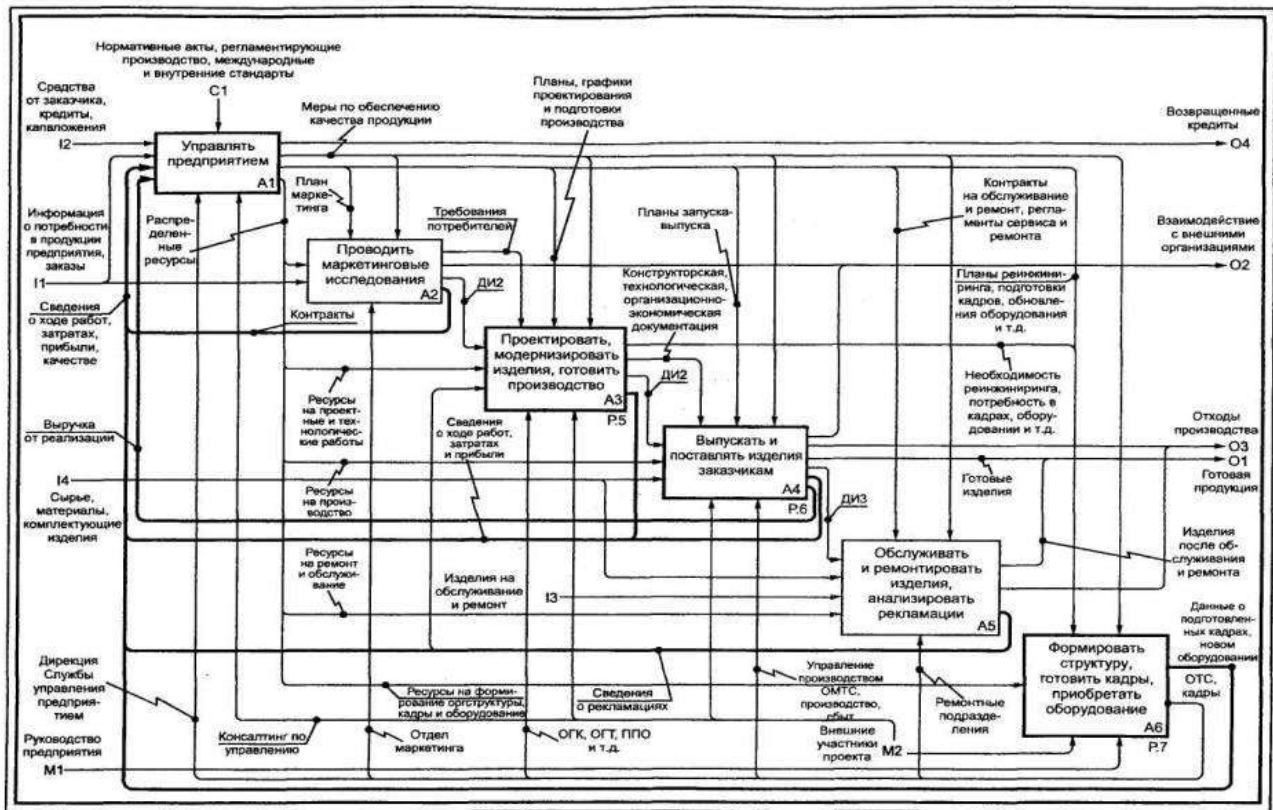 Нормативные акты, регламентирующие
производство, международные
и внутренние стандарты
C1
Средства
от заказчика,
кредиты,
капвложения
I2
Меры по обеспечению
качества продукции
Планы, графики
проектирования
и подготовки
производства
Возвращенные
кредиты
O4
Управлять
предприятием
A1
План
марке-
тинга
Информация
о потребности
в продукции
предприятия,
заказы
I1
Распре-
делен-
ные
ресурсы
Требования
потребителей
Планы запуска-
выпуска
Контракты
на обслуживание
и ремонт, регла-
менты сервиса и
ремонта
Взаимодействие
с внешними
организациями
O2
Проводить
маркетинговые
исследования
A2
ДИ2
Контракты
Сведения
о ходе работ,
затратах,
прибыли,
качестве
Конструкторская,
технологическая,
организационно-
экономическая
документация
Планы реинжини-
ринга, подготовки
кадров, обновле-
ния оборудования
и т.д.
Проектировать,
модернизировать
изделия, готовить
производство
A3
P.5
ДИ2
Необходимость
реинжиниринга,
потребность в
кадрах, обору-
довании и т.д.
Ресурсы
на проект-
ные и тех-
нологичес-
кие работы
Сведения
о ходе работ,
затратах
и прибыли
Выручка
от реализации
Отходы
производства
O3
O1
Готовая
продукция
Выпускать и
поставлять изделия
заказчикам
A4
P.6
Готовые
изделия
I4
Сырье,
материалы,
комплектующие
изделия
Ресурсы
на произ-
водство
ДИ3
Ресурсы
на ремонт
и обслужи-
вание
Изделия на
обслуживание
и ремонт
I3
Обслуживать
и ремонтировать
изделия,
анализировать
рекламации
A5
Изделия
после об-
служивания
и ремонта
Данные о
подготовлен-
ных кадрах,
новом
оборудовании
Формировать
структуру,
готовить кадры,
приобретать
оборудование
A6
P.7
ОТС,
кадры
Дирекция
Службы
управления
предприя-
тием
Ресурсы на форми-
рование оргструктуры,
кадры и оборудование
Сведения
о рекламациях
Управление
производством
ОМТС,
производство,
сбыт
Ремонтные
подразде-
ления
Руководство
предприятия
M1
Консалтинг по
управлению
Отдел
маркетинга
ОГК, ОГТ, ППО
и т.д.
Внешние
участники
проекта
M2